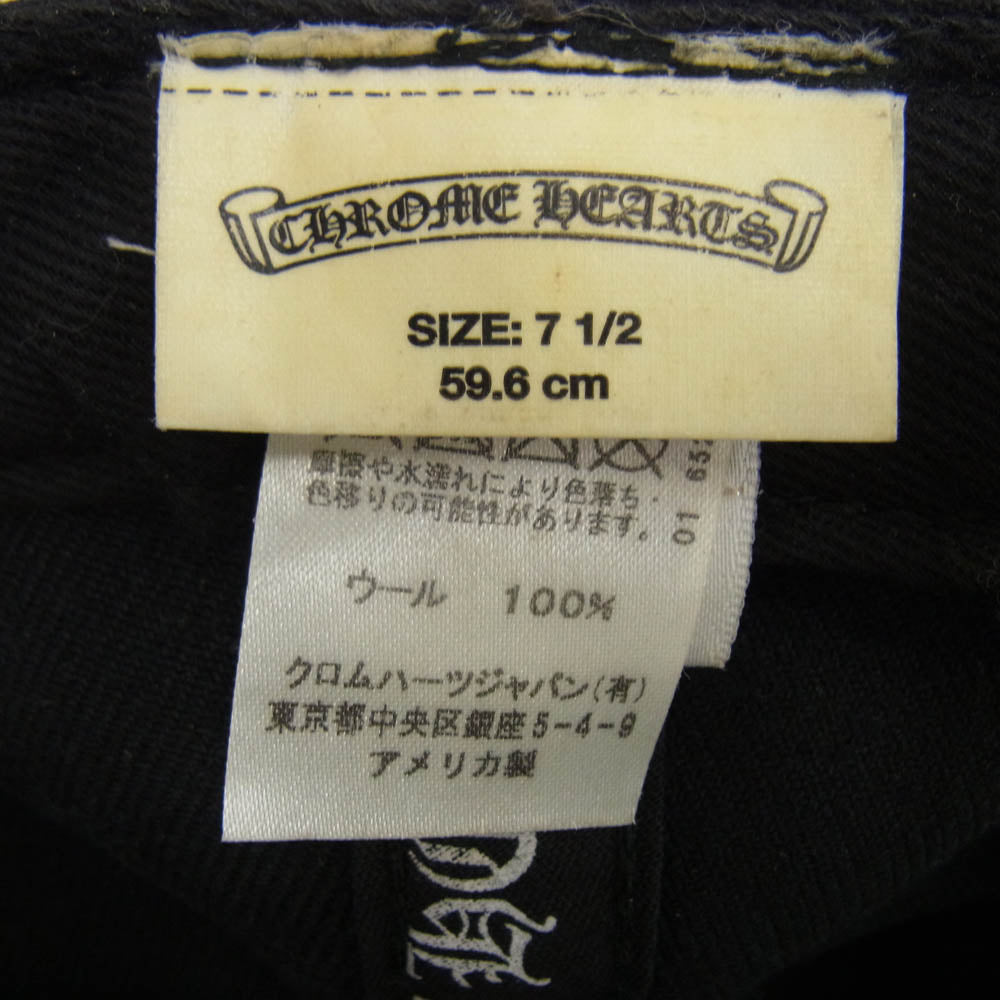 CHROME HEARTS
SIZE: 7 1/2
59.6 cm
摩擦や水濡れにより色落ち・
色移りの可能性があります。
01
ウール 100%
クロムハーツジャパン(有)
東京都中央区銀座5-4-9
アメリカ製